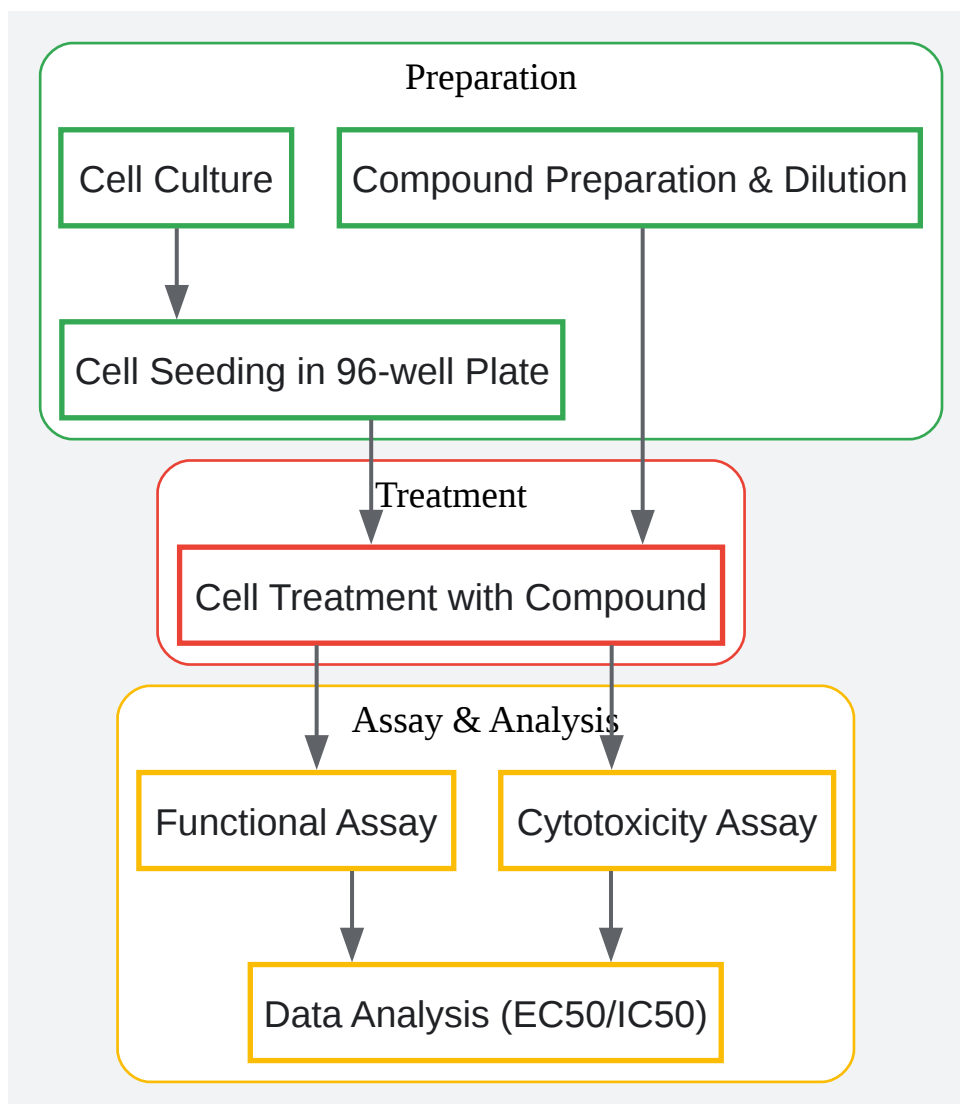 Preparation
Cell Culture
Compound Preparation & Dilution
Cell Seeding in 96-well Plate
Treatment
Cell Treatment with Compound
Assay & Analysis
Functional Assay
Cytotoxicity Assay
Data Analysis (EC50/IC50)